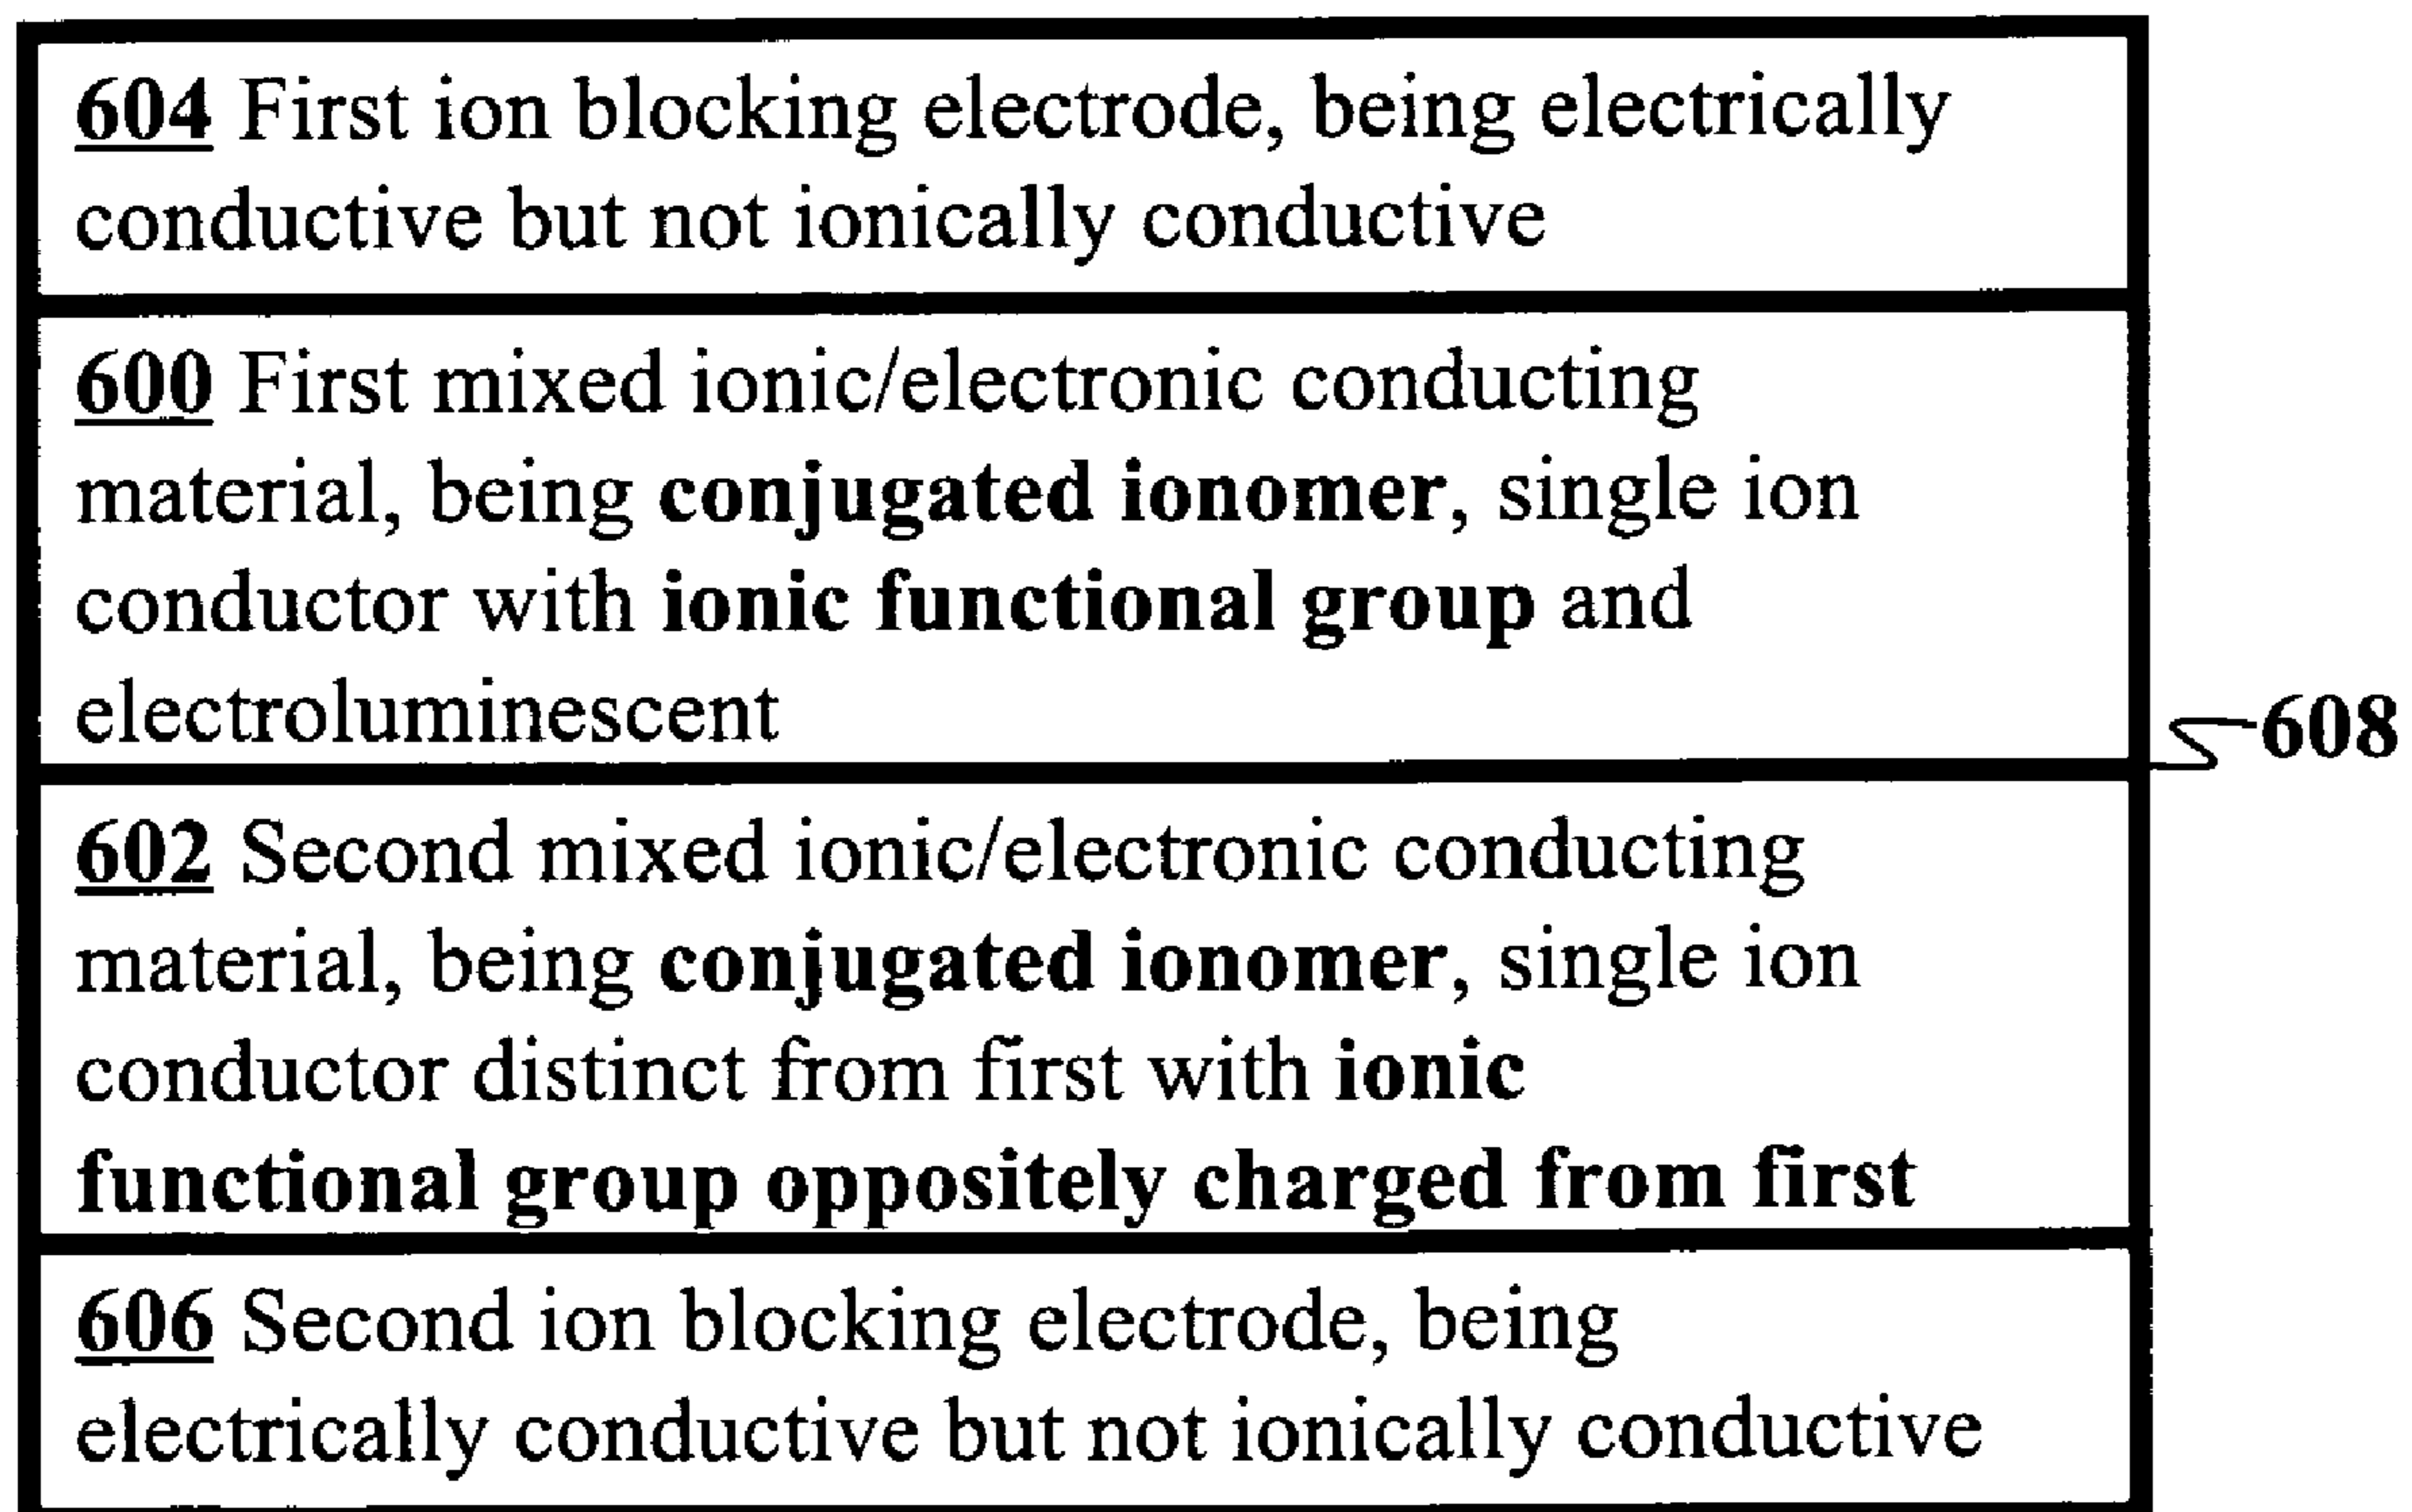 604 First ion blocking electrode, being electrically
conductive but not ionically conductive
600 First mixed ionic/electronic conducting
material, being conjugated ionomer, single ion
conductor with ionic functional group and
electroluminescent
608
602 Second mixed ionic/electronic conducting
material, being conjugated ionomer, single ion
conductor distinct from first with ionic
functional group oppositely charged from first
606 Second ion blocking electrode, being
electrically conductive but not ionically conductive